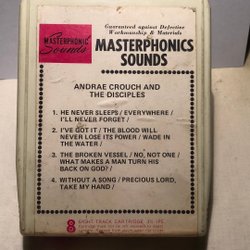 Guaranteed against Defective
Workmanship & Materials
MASTERPHONIC
Sounds
MASTERPHONICS
SOUNDS
ANDRAE CROUCH AND
THE DISCIPLES
1. HE NEVER SLEEPS / EVERYWHERE /
I'LL NEVER FORGET /
2. I'VE GOT IT / THE BLOOD WILL
NEVER LOSE ITS POWER / WADE IN
THE WATER /
3. THE BROKEN VESSEL / NO, NOT ONE /
WHAT MAKES A MAN TURN HIS
BACK ON GOD? /
4. WITHOUT A SONG / PRECIOUS LORD,
TAKE MY HAND /
8 EIGHT TRACK CARTRIDGE